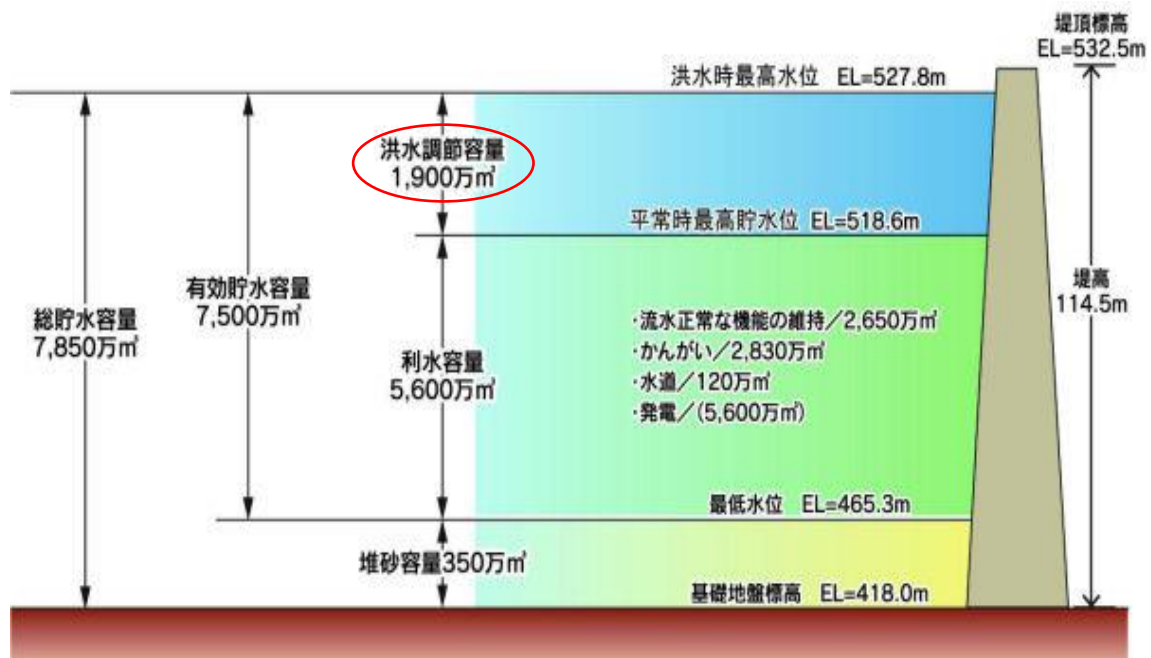 堤頂標高
EL=532.5m
洪水時最高水位 EL=527.8m
洪水調節容量
1,900万㎥
平常時最高貯水位 EL=518.6m
有効貯水容量
7,500万㎥
総貯水容量
7,850万㎥
堤高
114.5m
利水容量
5,600万㎥
・流水正常な機能の維持／2,650万㎥
・かんがい／2,830万㎥
・水道／120万㎥
・発電／(5,600万㎥)
最低水位 EL=465.3m
堆砂容量350万㎥
基礎地盤標高 EL=418.0m